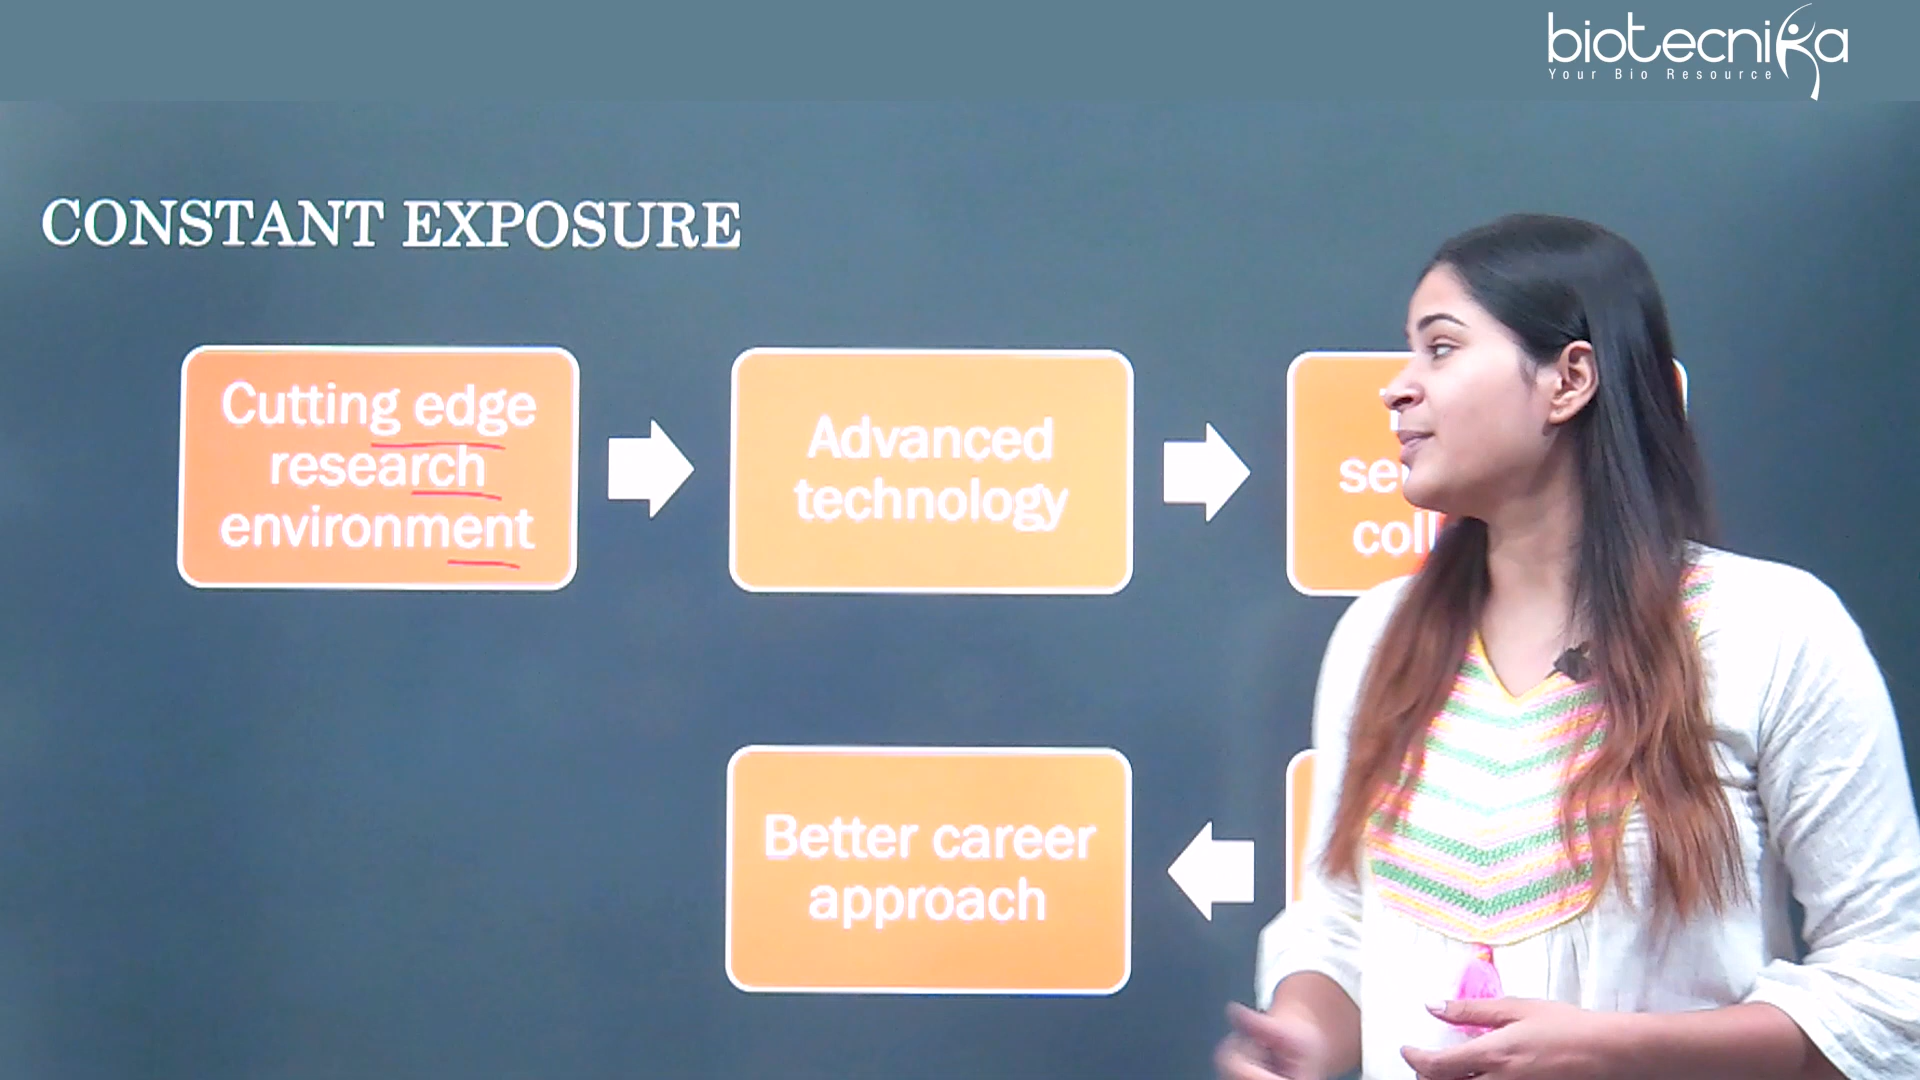 biotecnika
Your Bio Resource
CONSTANT EXPOSURE
Cutting edge
research
environment
Advanced
technology
Better career
approach